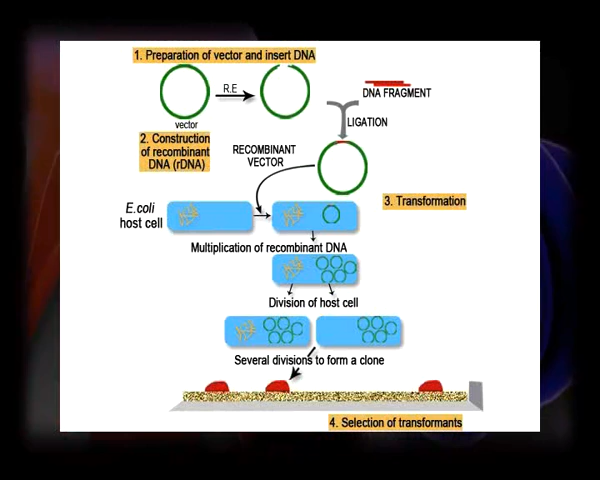 1. Preparation of vector and insert DNA
R.E
DNA FRAGMENT
vector
LIGATION
2. Construction
of recombinant
DNA (rDNA)
RECOMBINANT
VECTOR
3. Transformation
E.coli
host cell
Multiplication of recombinant DNA
Division of host cell
Several divisions to form a clone
4. Selection of transformants